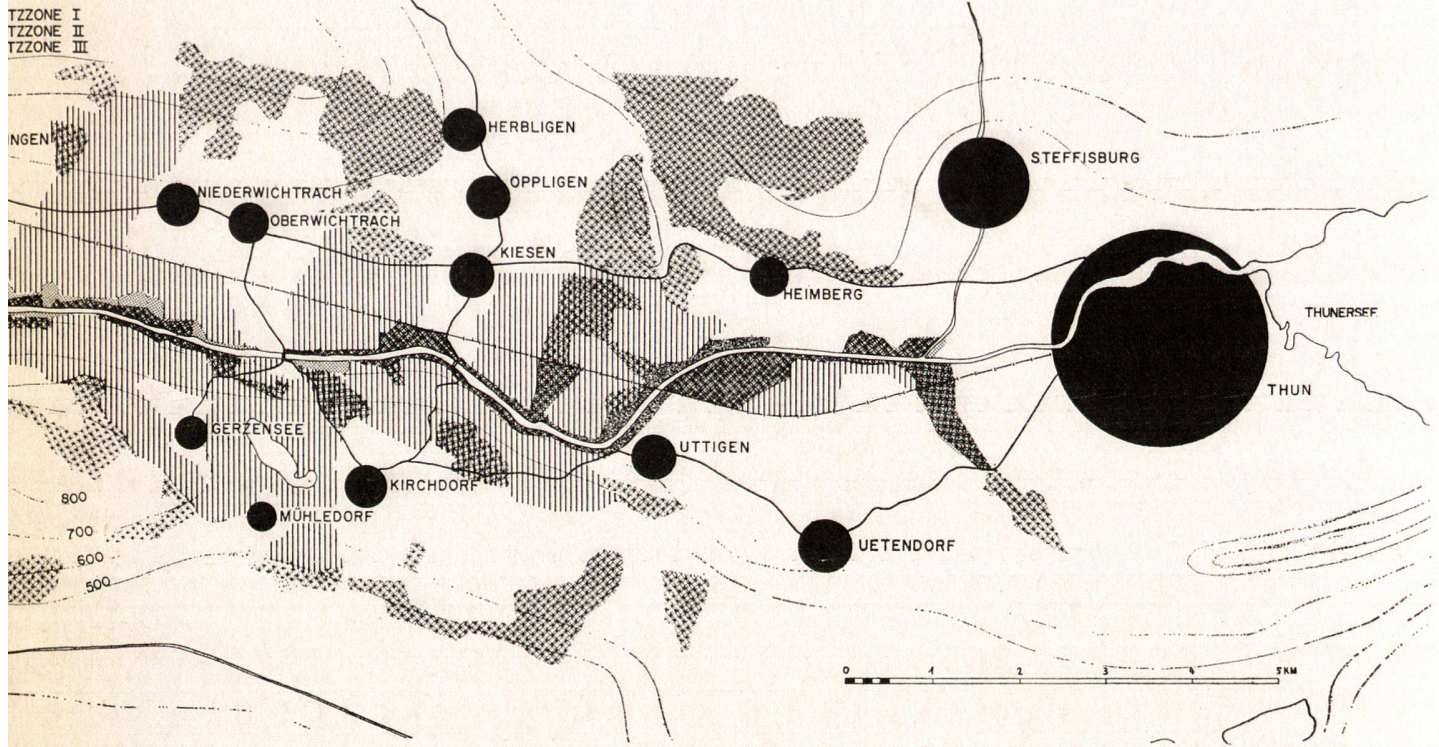 TZZONE I
TZZONE II
TZZONE III
NGEN
HERBLIGEN
STEFFISBURG
OPPLIGEN
NIEDERWICHTRACH
OBERWICHTRACH
KIESEN
HEIMBERG
THUNERSEE
THUN
GERZENSEE
UTTIGEN
KIRCHDORF
800
MÜHLEDORF
700
UETENDORF
600
500
0 1 2 3 4 5 KM